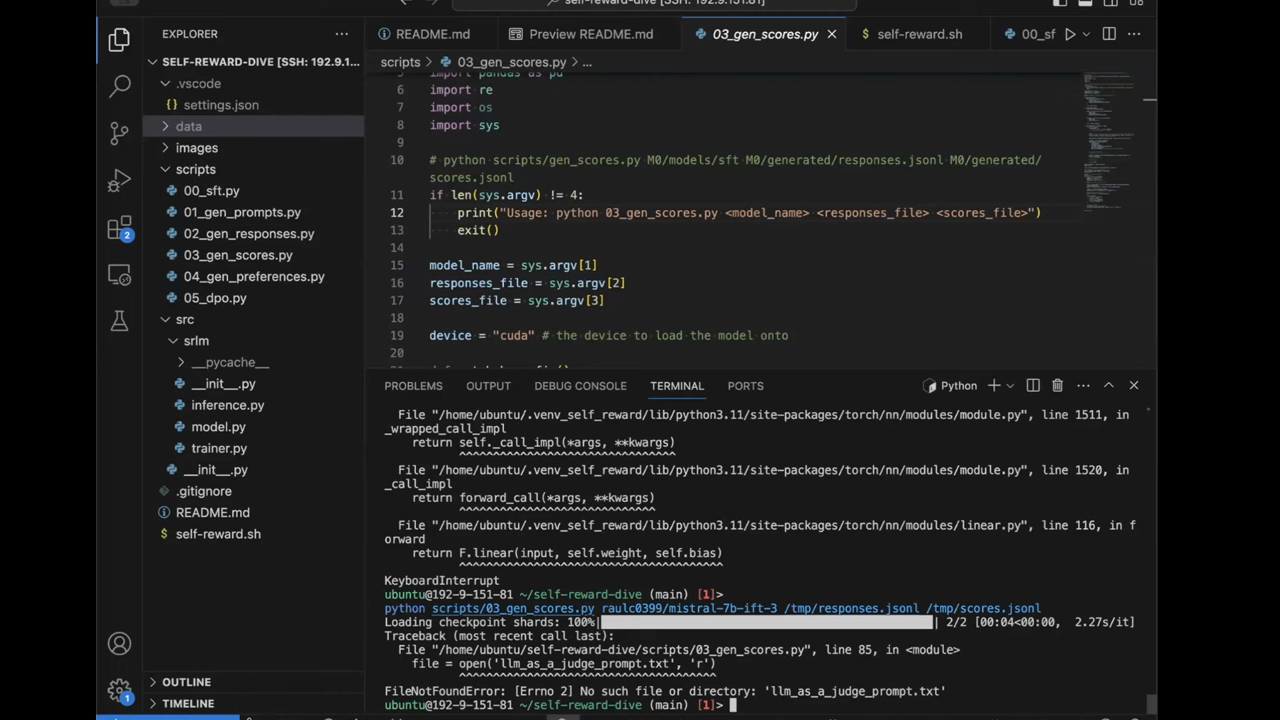 self-reward-dive [SSH: 192.9.151.81]
EXPLORER
SELF-REWARD-DIVE [SSH: 192.9.1...
.vscode
settings.json
data
images
scripts
00_sft.py
01_gen_prompts.py
02_gen_responses.py
03_gen_scores.py
04_gen_preferences.py
05_dpo.py
src
srlm
__pycache__
__init__.py
inference.py
model.py
trainer.py
__init__.py
.gitignore
README.md
self-reward.sh
OUTLINE
TIMELINE
2
1
README.md Preview README.md 03_gen_scores.py self-reward.sh 00_sf
scripts > 03_gen_scores.py > ...
5 import pandas as pd
6 import re
7 import os
8 import sys
9
10 # python scripts/gen_scores.py M0/models/sft M0/generated/responses.jsonl M0/generated/
scores.jsonl
11 if len(sys.argv) != 4:
12 print("Usage: python 03_gen_scores.py <model_name> <responses_file> <scores_file>")
13 exit()
14
15 model_name = sys.argv[1]
16 responses_file = sys.argv[2]
17 scores_file = sys.argv[3]
18
19 device = "cuda" # the device to load the model onto
20
PROBLEMS OUTPUT DEBUG CONSOLE TERMINAL PORTS Python
File "/home/ubuntu/.venv_self_reward/lib/python3.11/site-packages/torch/nn/modules/module.py", line 1511, in
_wrapped_call_impl
return self._call_impl(*args, **kwargs)
^^^^^^^^^^^^^^^^^^^^^^^^^^^^^^^^
File "/home/ubuntu/.venv_self_reward/lib/python3.11/site-packages/torch/nn/modules/module.py", line 1520, in
_call_impl
return forward_call(*args, **kwargs)
^^^^^^^^^^^^^^^^^^^^^^^^^^^^^
File "/home/ubuntu/.venv_self_reward/lib/python3.11/site-packages/torch/nn/modules/linear.py", line 116, in f
orward
return F.linear(input, self.weight, self.bias)
^^^^^^^^^^^^^^^^^^^^^^^^^^^^^^^^^^^^^^^
KeyboardInterrupt
ubuntu@192-9-151-81 ~/self-reward-dive (main) [1]>
python scripts/03_gen_scores.py raulc0399/mistral-7b-ift-3 /tmp/responses.jsonl /tmp/scores.jsonl
Loading checkpoint shards: 100%| | 2/2 [00:04<00:00, 2.27s/it]
Traceback (most recent call last):
File "/home/ubuntu/self-reward-dive/scripts/03_gen_scores.py", line 85, in <module>
file = open('llm_as_a_judge_prompt.txt', 'r')
^^^^^^^^^^^^^^^^^^^^^^^^^^^^^^^^^^^^^^
FileNotFoundError: [Errno 2] No such file or directory: 'llm_as_a_judge_prompt.txt'
ubuntu@192-9-151-81 ~/self-reward-dive (main) [1]>